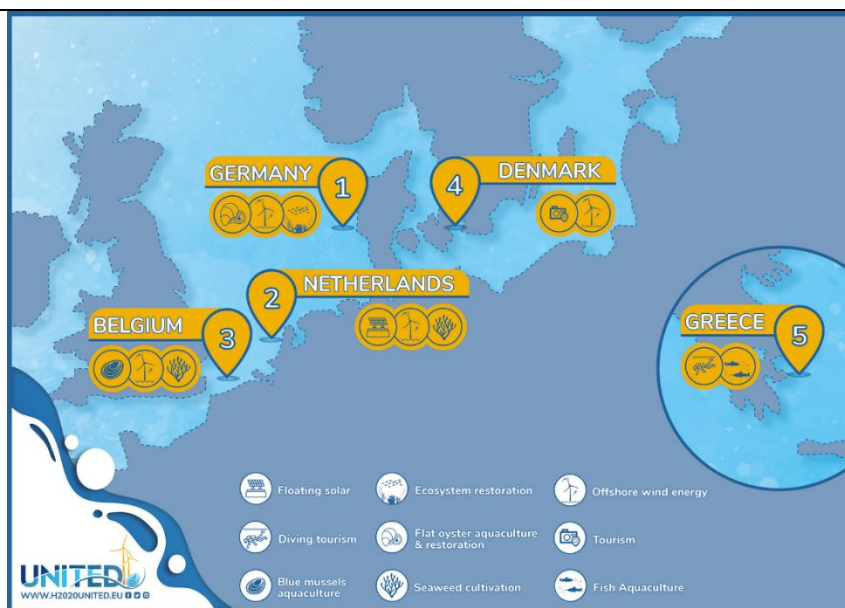 GERMANY
1
4
DENMARK
2
NETHERLANDS
BELGIUM
3
GREECE
5
Floating solar
Ecosystem restoration
Offshore wind energy
Diving tourism
Flat oyster aquaculture
& restoration
Tourism
Blue mussels
aquaculture
Seaweed cultivation
Fish Aquaculture
UNITED
WWW.H2020UNITED.EU